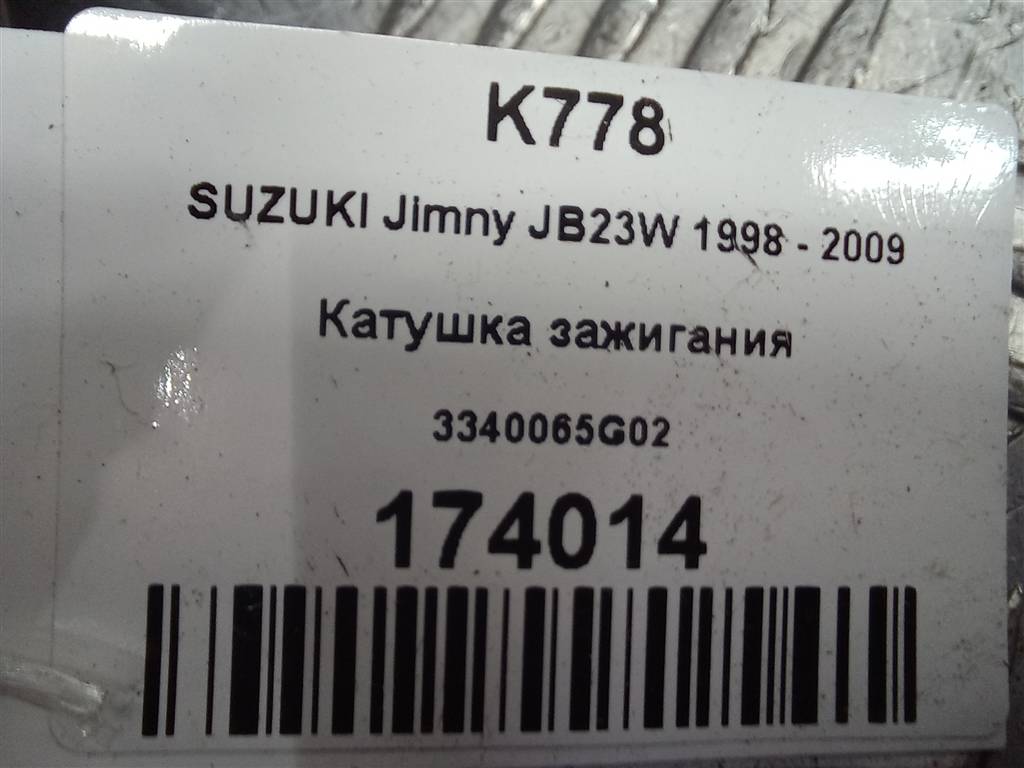 K778
SUZUKI Jimny JB23W 1998 - 2009
Катушка зажигания
3340065G02
174014